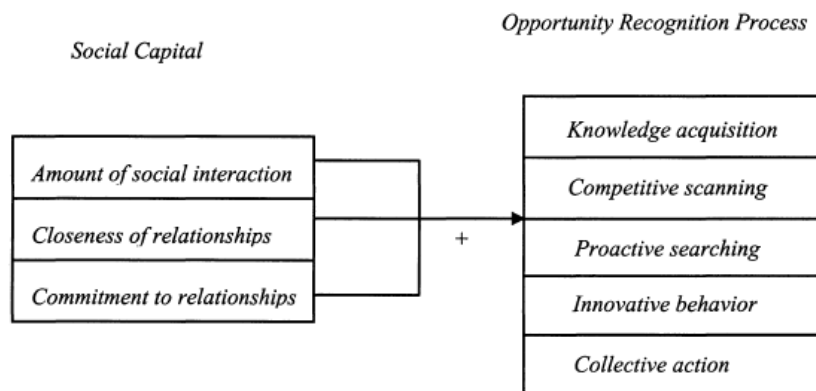 Opportunity Recognition Process
Social Capital
Knowledge acquisition
Amount of social interaction
Competitive scanning
Closeness of relationships
+
Proactive searching
Commitment to relationships
Innovative behavior
Collective action